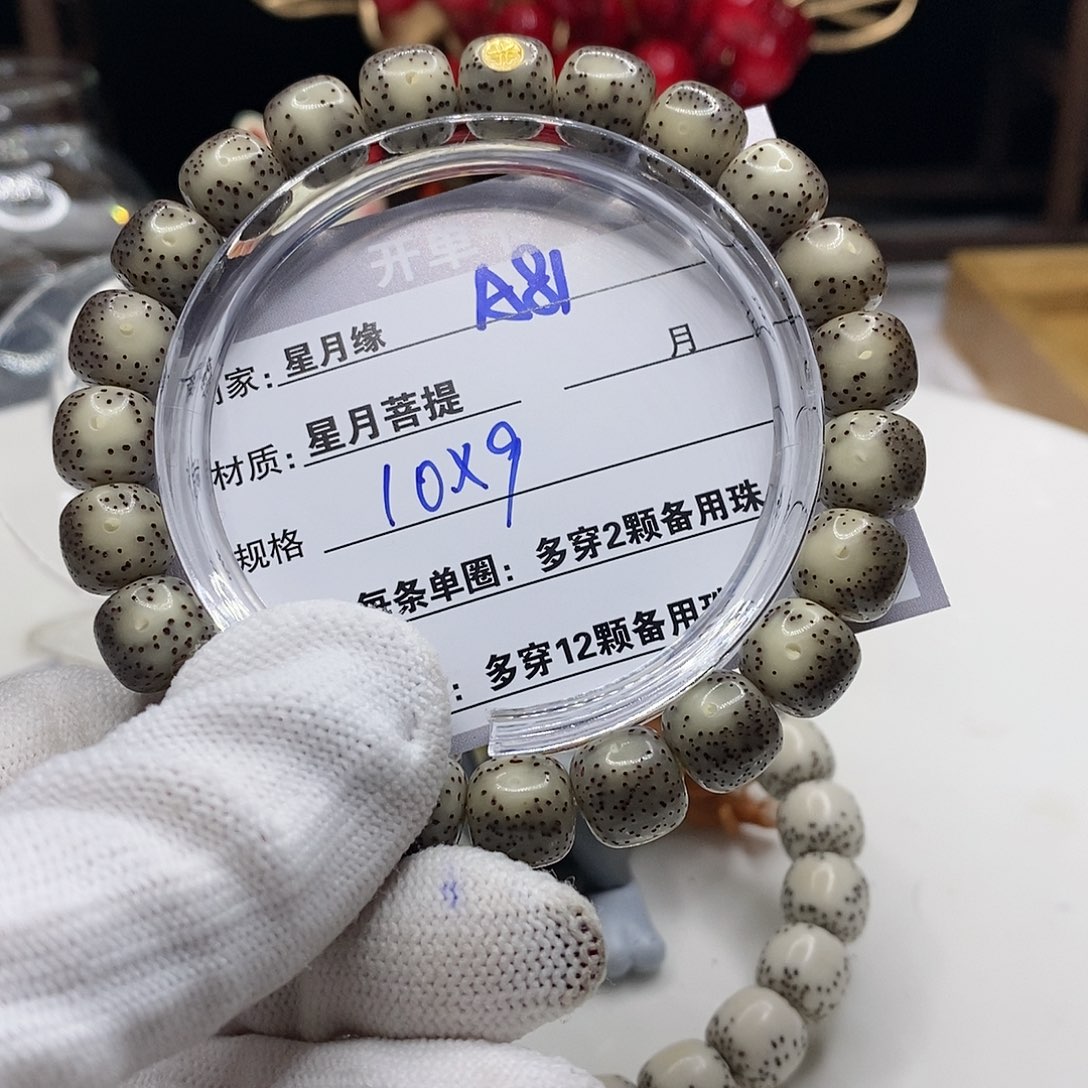 开单
A81
家：星月缘
月
材质：星月菩提
规格 10X9
每条单圈：多穿2颗备用珠
：多穿12颗备用珠